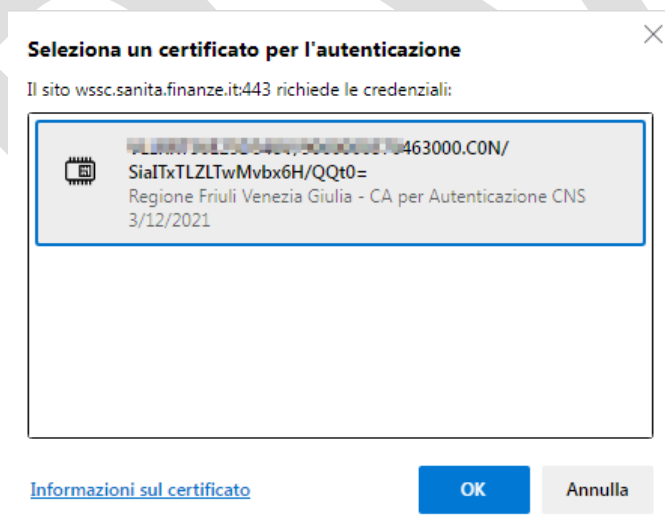 Seleziona un certificato per l'autenticazione
Il sito wssc.sanita.finanze.it:443 richiede le credenziali:
463000.C0N/
SiaITxTLZLTwMvbx6H/QQt0=
Regione Friuli Venezia Giulia - CA per Autenticazione CNS
3/12/2021
Informazioni sul certificato
OK
Annulla